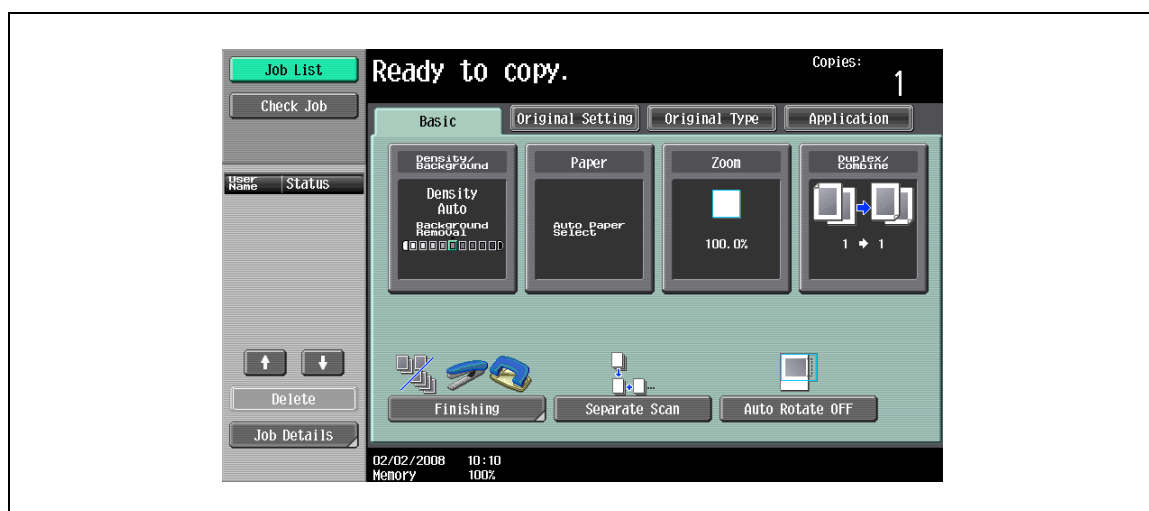 Job List
Check Job
User Name
Status
Delete
Job Details
Ready to copy.
Copies:
1
Basic
Original Setting
Original Type
Application
Density/
Background
Density
Auto
Background
Removal
Paper
Auto Paper
Select
Zoom
100.0%
Duplex/
Combine
1 → 1
Finishing
Separate Scan
Auto Rotate OFF
02/02/2008 10:10
Memory 100%